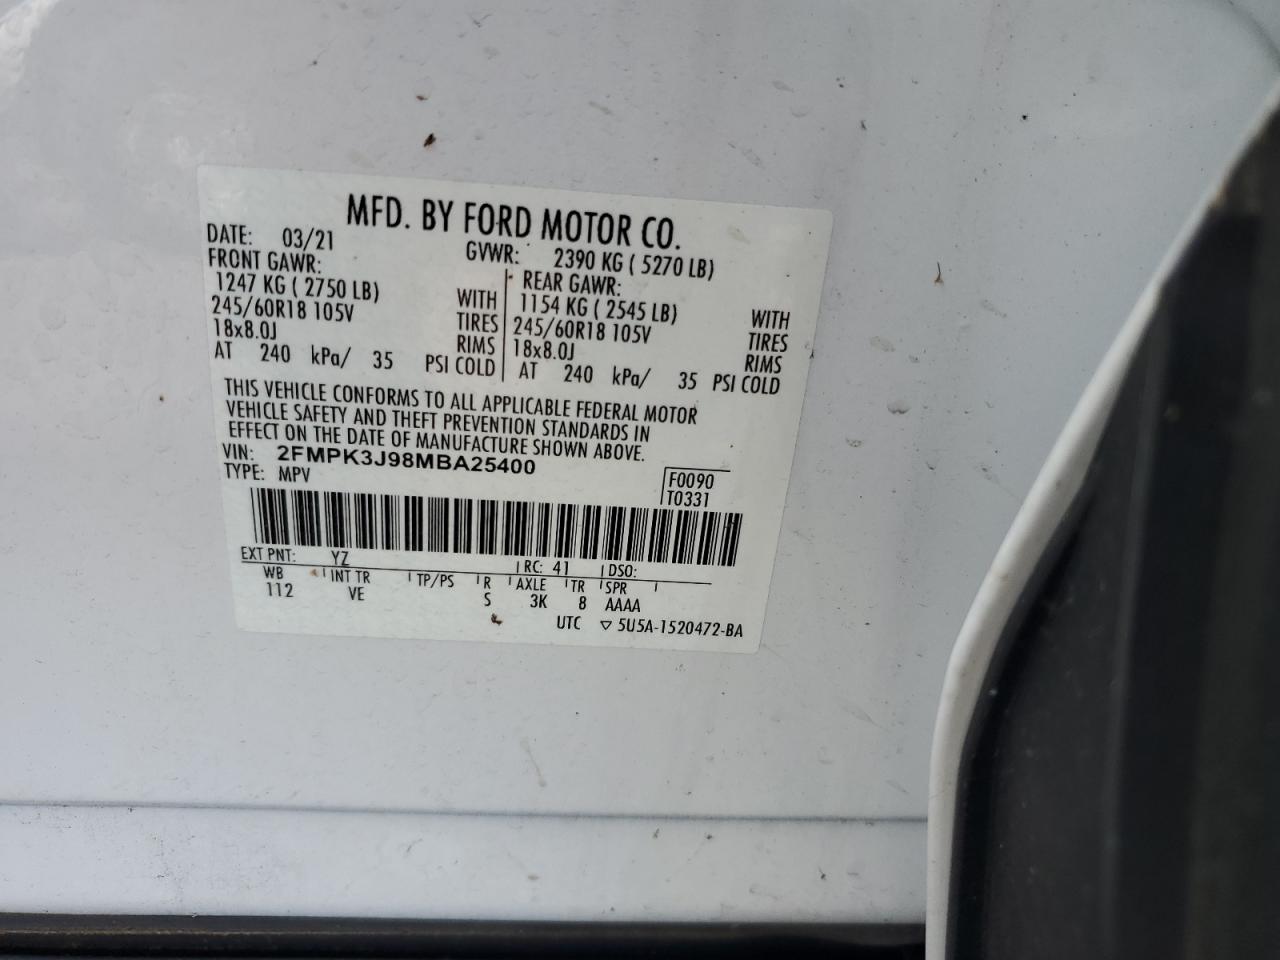 MFD. BY FORD MOTOR CO.
DATE: 03/21 GVWR: 2390 KG ( 5270 LB)
FRONT GAWR: REAR GAWR:
1247 KG ( 2750 LB) WITH 1154 KG ( 2545 LB) WITH
245/60R18 105V TIRES 245/60R18 105V TIRES
18x8.0J RIMS 18x8.0J RIMS
AT 240 kPa/ 35 PSI COLD AT 240 kPa/ 35 PSI COLD
THIS VEHICLE CONFORMS TO ALL APPLICABLE FEDERAL MOTOR
VEHICLE SAFETY AND THEFT PREVENTION STANDARDS IN
EFFECT ON THE DATE OF MANUFACTURE SHOWN ABOVE.
VIN: 2FMPK3J98MBA25400
TYPE: MPV F0090
T0331
EXT PNT: YZ RC: 41 DSO:
WB INT TR TP/PS R AXLE TR SPR
112 VE S 3K 8 AAAA
UTC ▽ 5U5A-1520472-BA